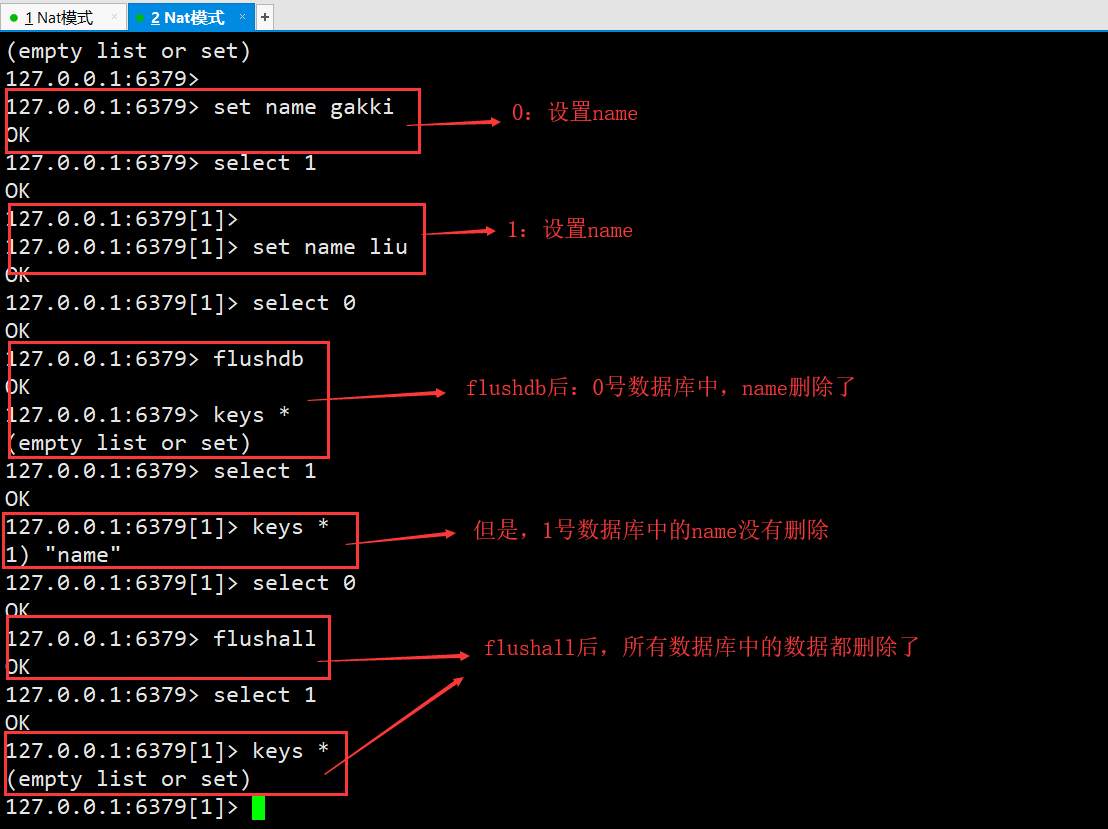 1 Nat模式 × 2 Nat模式 × +
(empty list or set)
127.0.0.1:6379>
127.0.0.1:6379> set name gakki
0: 设置name
OK
127.0.0.1:6379> select 1
OK
127.0.0.1:6379[1]>
1: 设置name
127.0.0.1:6379[1]> set name liu
OK
127.0.0.1:6379[1]> select 0
OK
127.0.0.1:6379> flushdb
OK
flushdb后: 0号数据库中, name删除了
127.0.0.1:6379> keys *
(empty list or set)
127.0.0.1:6379> select 1
OK
127.0.0.1:6379[1]> keys *
但是, 1号数据库中的name没有删除
1) "name"
127.0.0.1:6379[1]> select 0
OK
127.0.0.1:6379> flushall
flushall后, 所有数据库中的数据都删除了
OK
127.0.0.1:6379> select 1
OK
127.0.0.1:6379[1]> keys *
(empty list or set)
127.0.0.1:6379[1]>